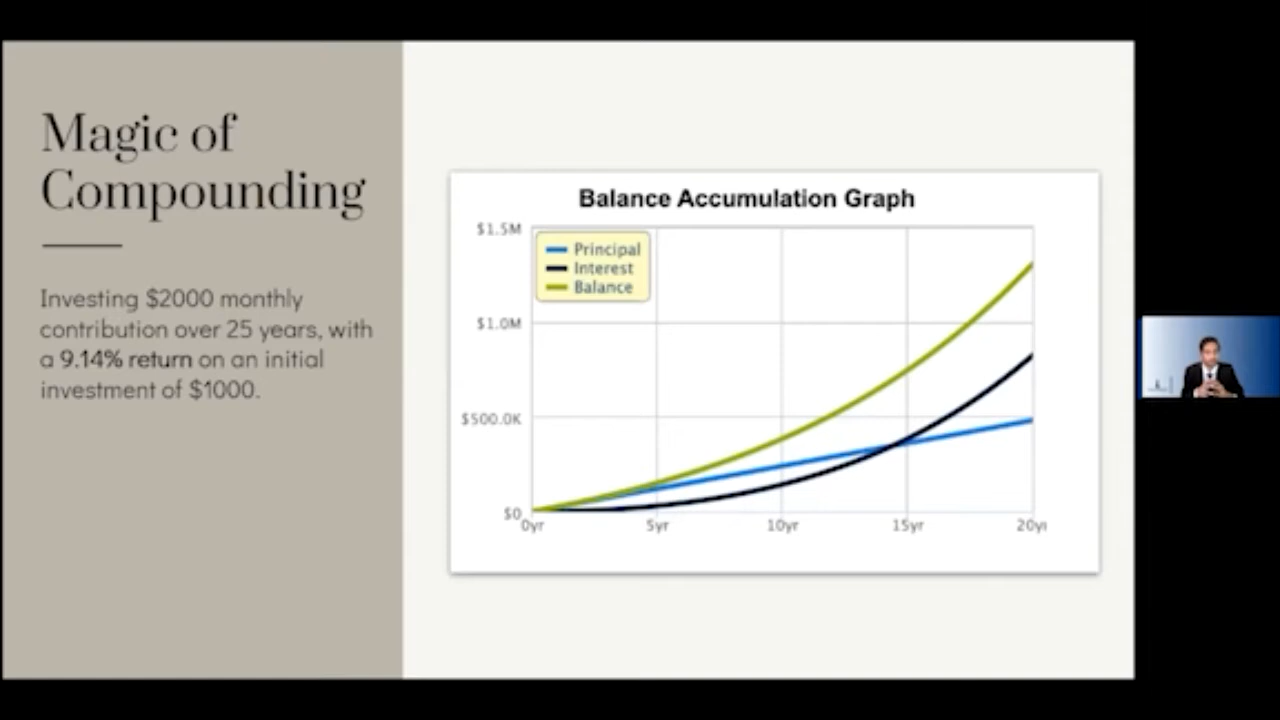 Magic of
Compounding
Investing $2000 monthly
contribution over 25 years, with
a 9.14% return on an initial
investment of $1000.
Balance Accumulation Graph
$1.5M
$1.0M
$500.0K
$0
Principal
Interest
Balance
0yr
5yr
10yr
15yr
20yr